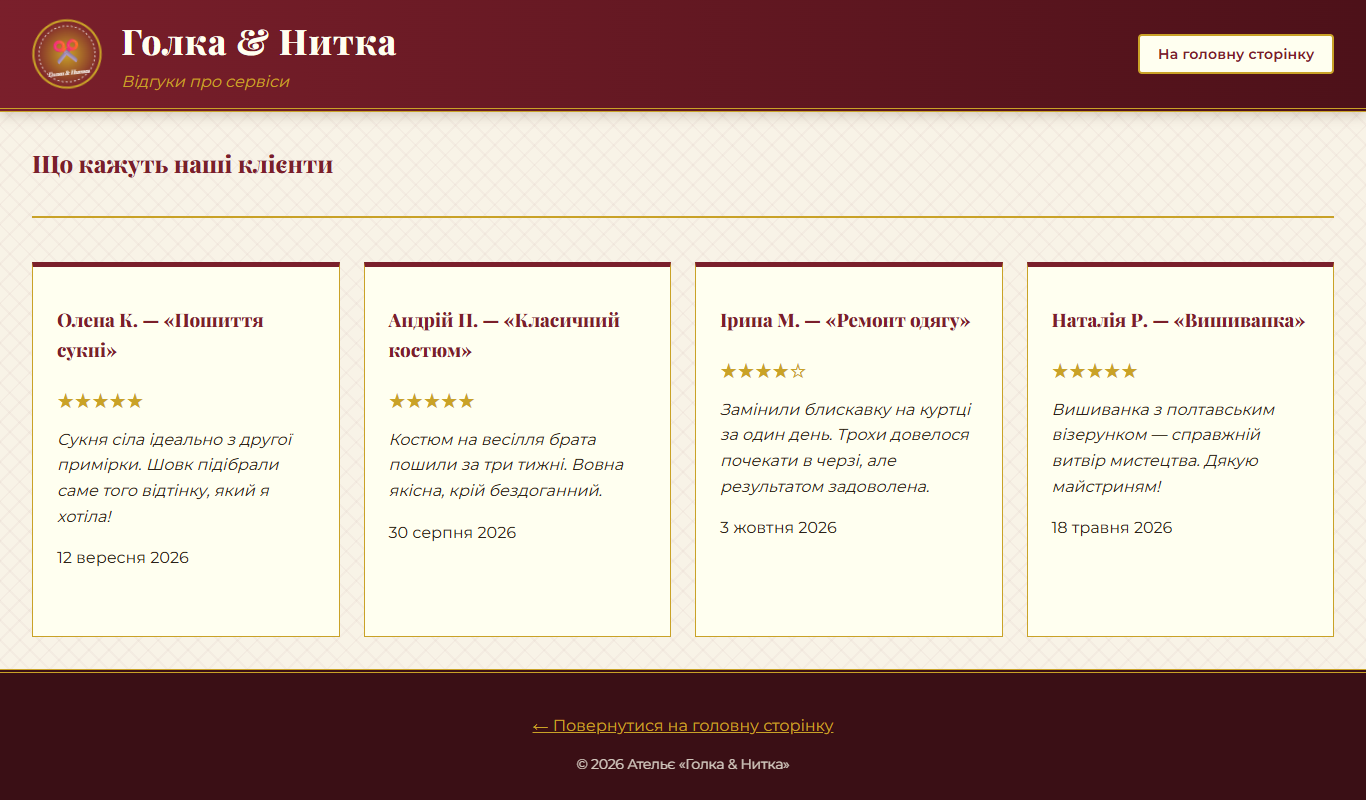 Голка & Нитка
Відгуки про сервіси
На головну сторінку
Що кажуть наші клієнти
Олена К. — «Пошиття
сукні»
★★★★★
Сукня сіла ідеально з другої
примірки. Шовк підібрали
саме того відтінку, який я
хотіла!
12 вересня 2026
Андрій П. — «Класичний
костюм»
★★★★★
Костюм на весілля брата
пошили за три тижні. Вовна
якісна, крій бездоганний.
30 серпня 2026
Ірина М. — «Ремонт одягу»
★★★★☆
Замінили блискавку на куртці
за один день. Трохи довелося
почекати в черзі, але
результатом задоволена.
3 жовтня 2026
Наталія Р. — «Вишиванка»
★★★★★
Вишиванка з полтавським
візерунком — справжній
витвір мистецтва. Дякую
майстриням!
18 травня 2026
← Повернутися на головну сторінку
© 2026 Ательє «Голка & Нитка»